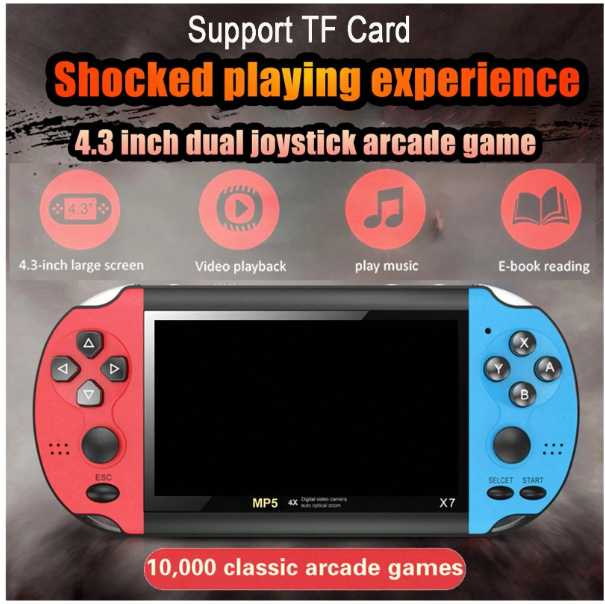 Support TF Card
Shocked playing experience
4.3 inch dual joystick arcade game
4.3"
4.3-inch large screen
Video playback
play music
E-book reading
X
Y
A
B
ESC
SELCET START
MP5 4X Digital video camera
auto optical zoom
X7
10,000 classic arcade games